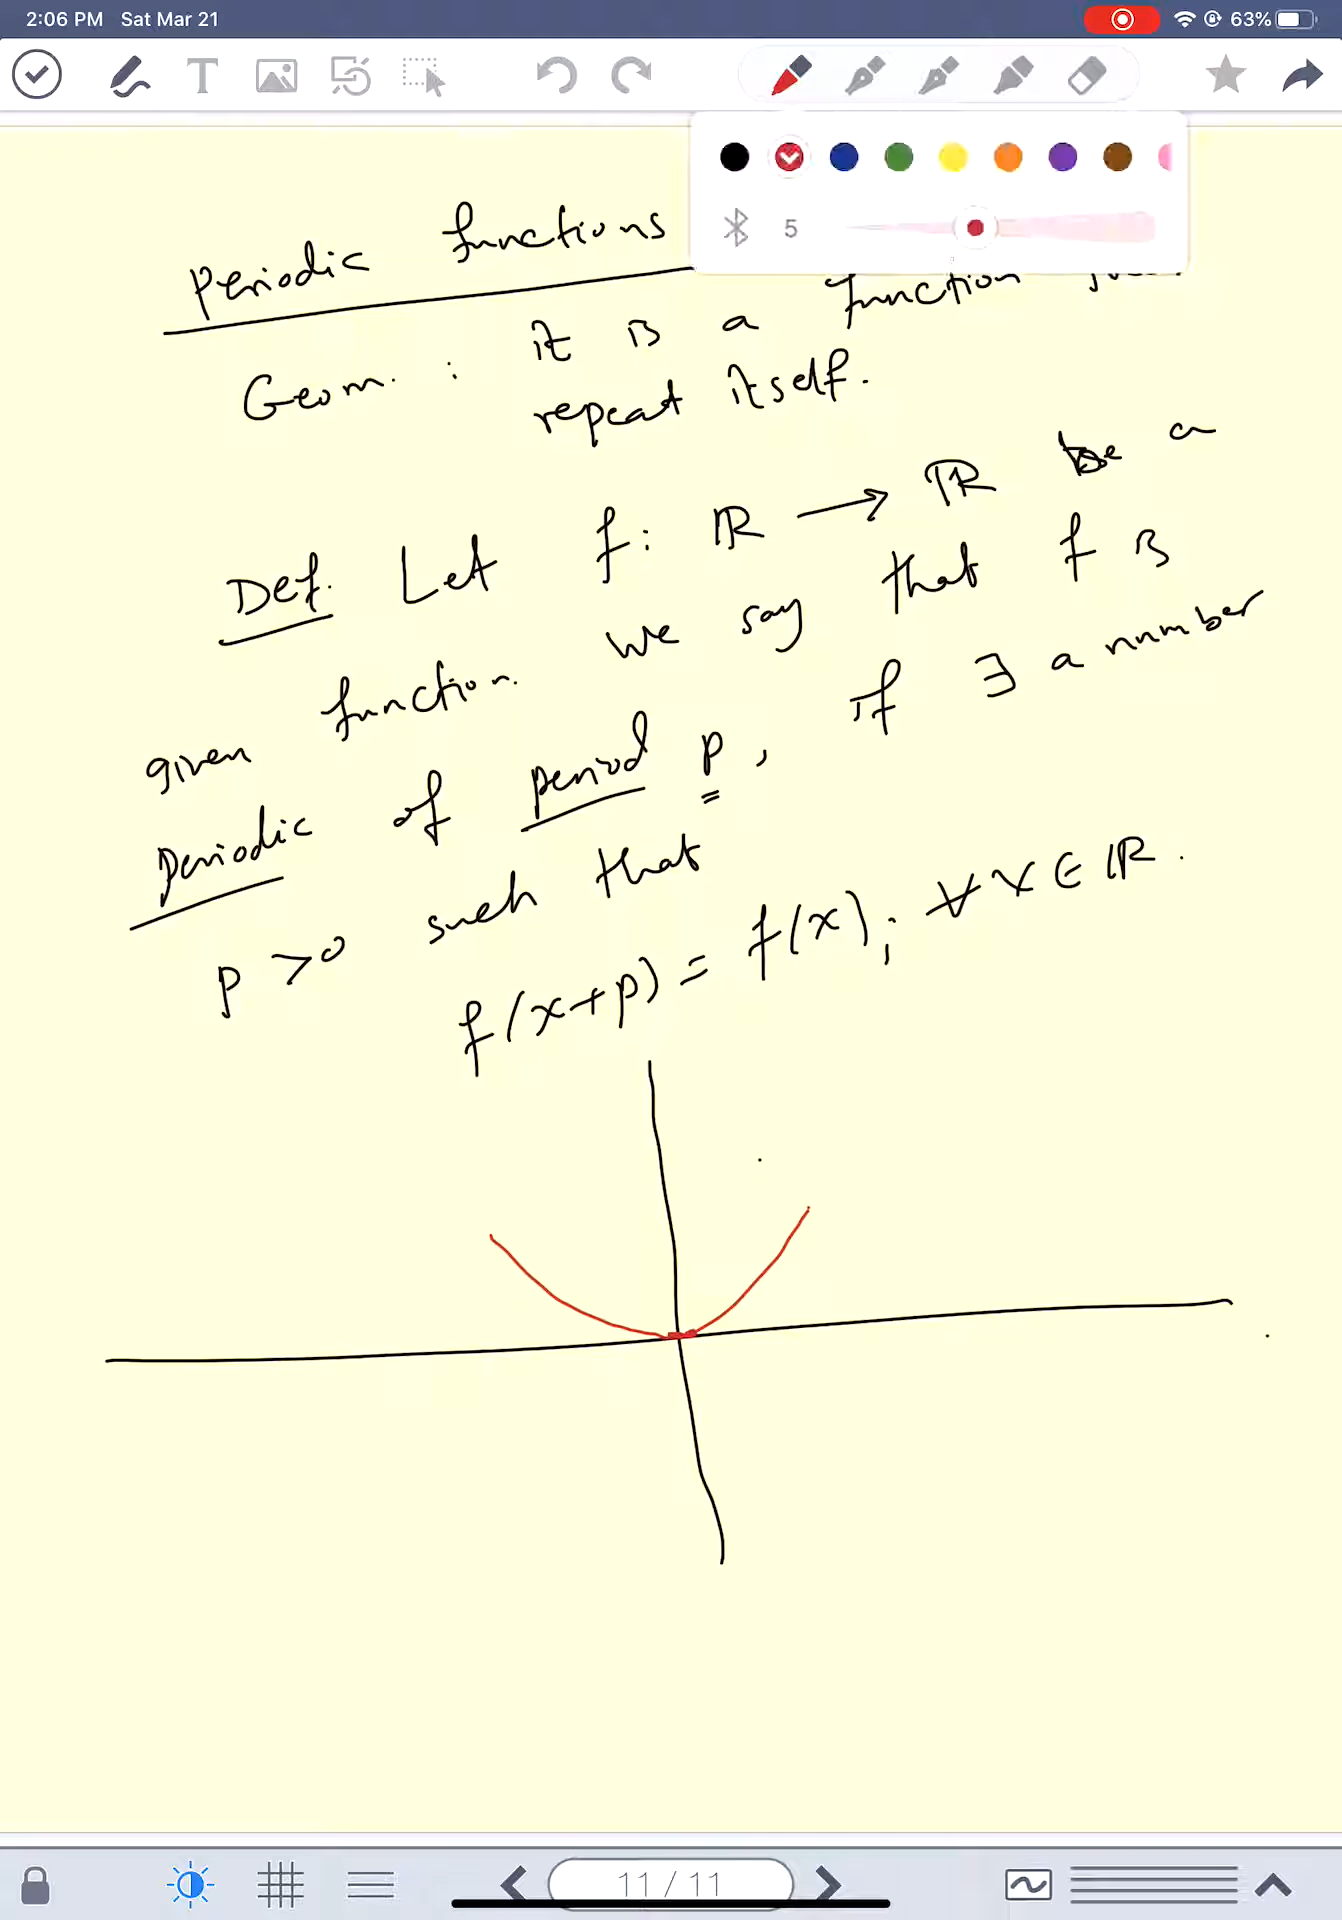 2:06 PM Sat Mar 21
63%
T
5
Periodic functions
Geom. : it is a function
repeat itself.
Def. Let f: ℝ → ℝ be a
given function. We say that f is
periodic of period p, if ∃ a number
p > 0 such that
f(x+p) = f(x); ∀ x ∈ ℝ.
11 / 11